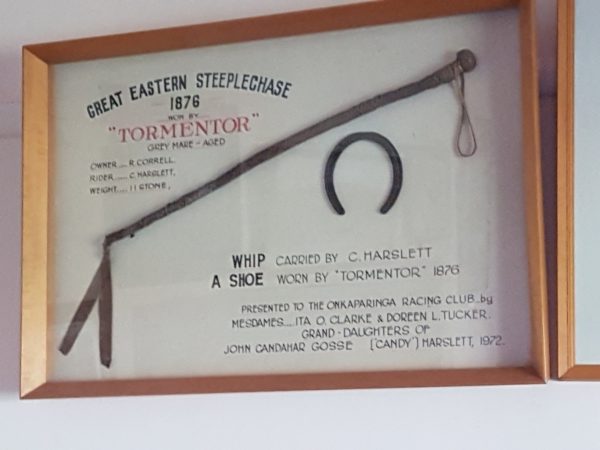 GREAT EASTERN STEEPLECHASE
1876
WON BY
"TORMENTOR"
GREY MARE - AGED
OWNER.... R. CORRELL.
RIDER..... C. HARSLETT,
WEIGHT.... 11 STONE,
WHIP CARRIED BY C. HARSLETT
A SHOE WORN BY "TORMENTOR" 1876
PRESENTED TO THE ONKAPARINGA RACING CLUB..by
MESDAMES....ITA O. CLARKE & DOREEN L. TUCKER.
GRAND-DAUGHTERS OF
JOHN CANDAHAR GOSSE ('CANDY') HARSLETT, 1972.